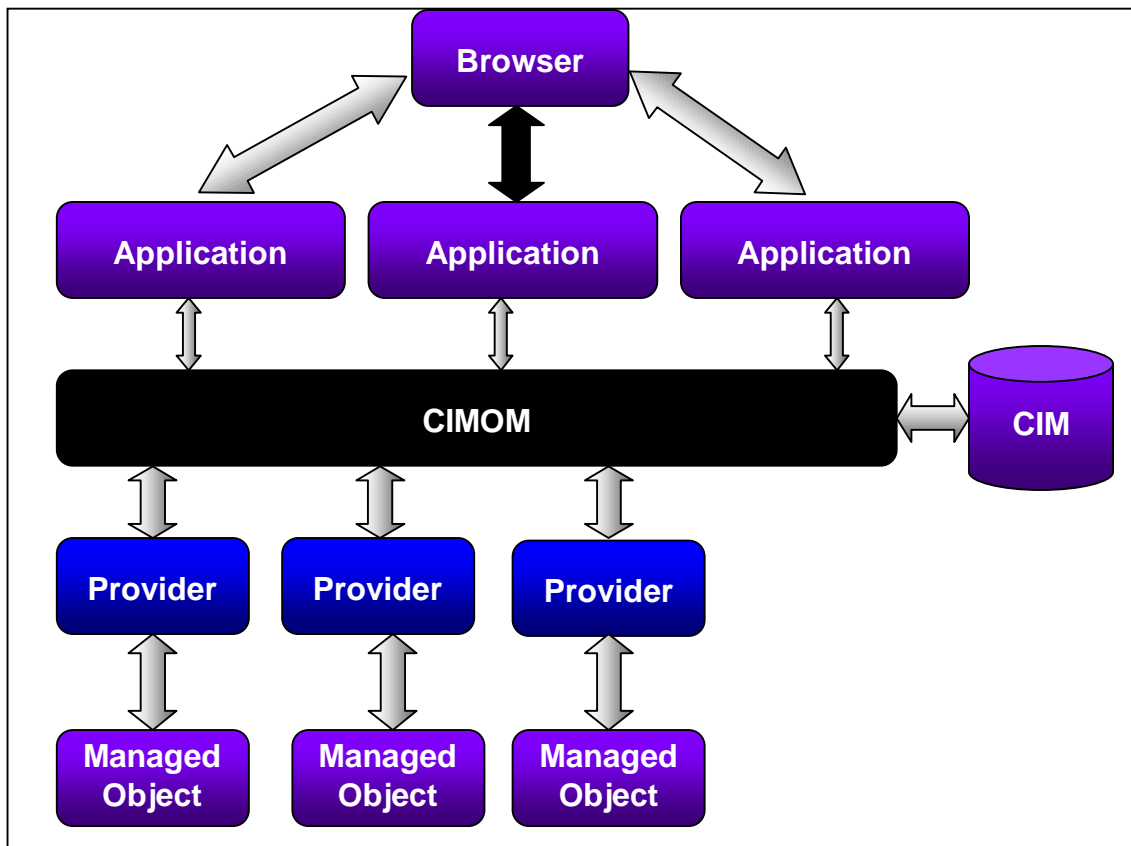 Browser
Application
Application
Application
CIMOM
CIM
Provider
Provider
Provider
Managed
Object
Managed
Object
Managed
Object